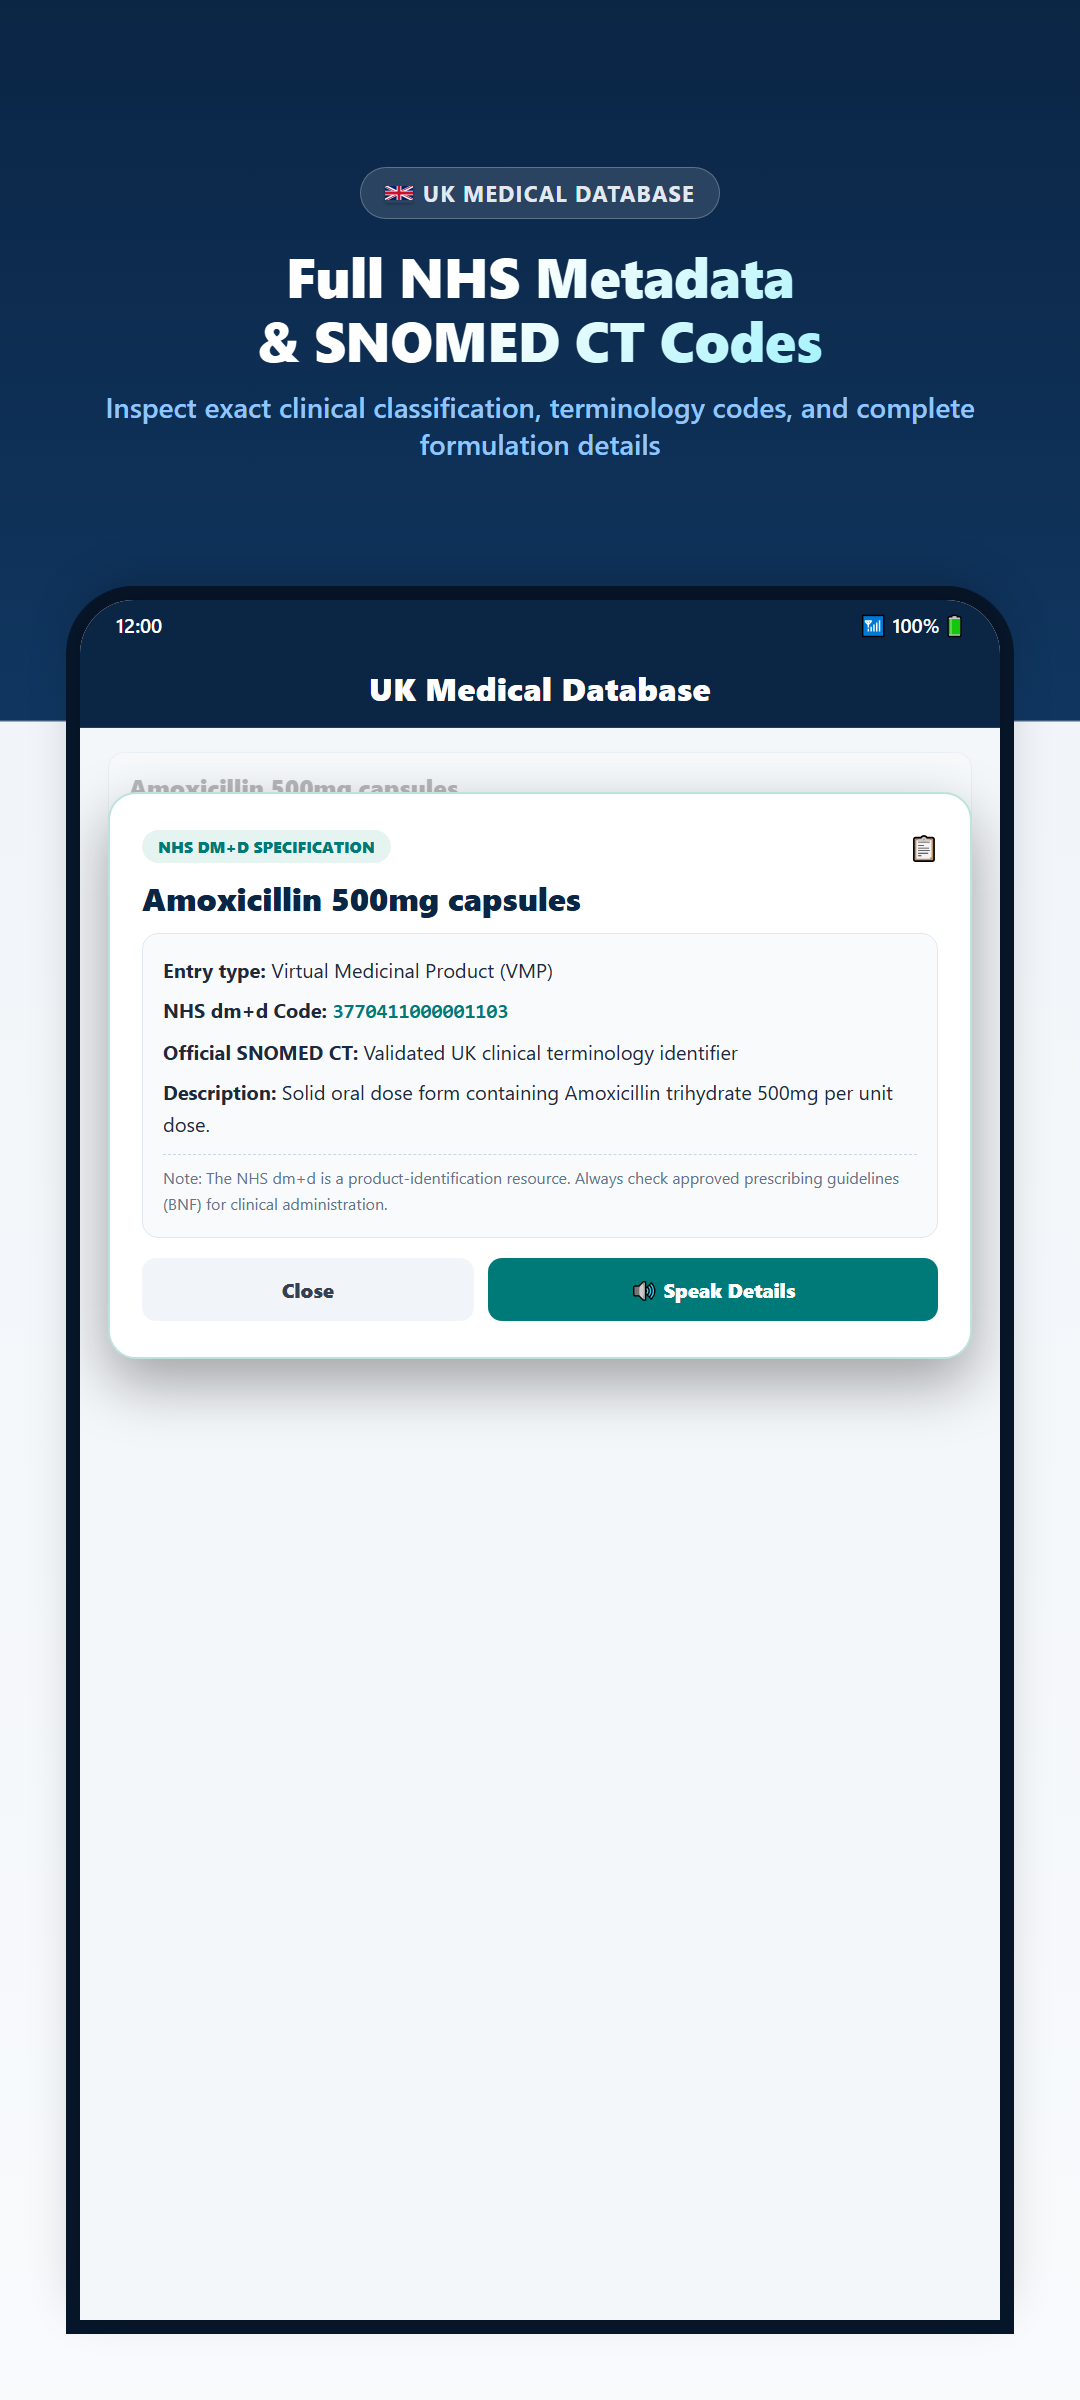 🇬🇧 UK MEDICAL DATABASE
Full NHS Metadata
& SNOMED CT Codes
Inspect exact clinical classification, terminology codes, and complete
formulation details
12:00
100%
UK Medical Database
Amoxicillin 500mg capsules
NHS DM+D SPECIFICATION
Amoxicillin 500mg capsules
Entry type: Virtual Medicinal Product (VMP)
NHS dm+d Code: 3770411000001103
Official SNOMED CT: Validated UK clinical terminology identifier
Description: Solid oral dose form containing Amoxicillin trihydrate 500mg per unit
dose.
Note: The NHS dm+d is a product-identification resource. Always check approved prescribing guidelines
(BNF) for clinical administration.
Close
Speak Details